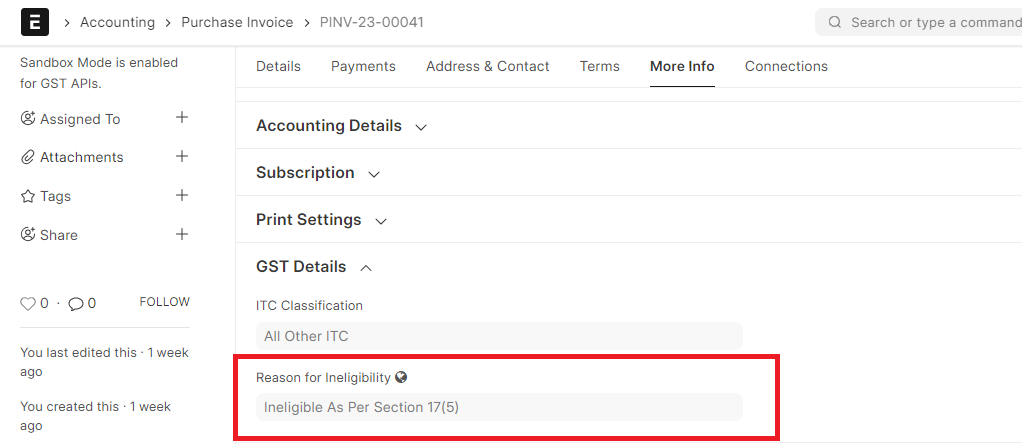 E
Accounting
Purchase Invoice
PINV-23-00041
Search or type a command
Sandbox Mode is enabled
for GST APIs.
Assigned To
Attachments
Tags
Share
0 · 0 FOLLOW
You last edited this · 1 week
ago
You created this · 1 week
ago
Details Payments Address & Contact Terms More Info Connections
Accounting Details
Subscription
Print Settings
GST Details
ITC Classification
All Other ITC
Reason for Ineligibility
Ineligible As Per Section 17(5)